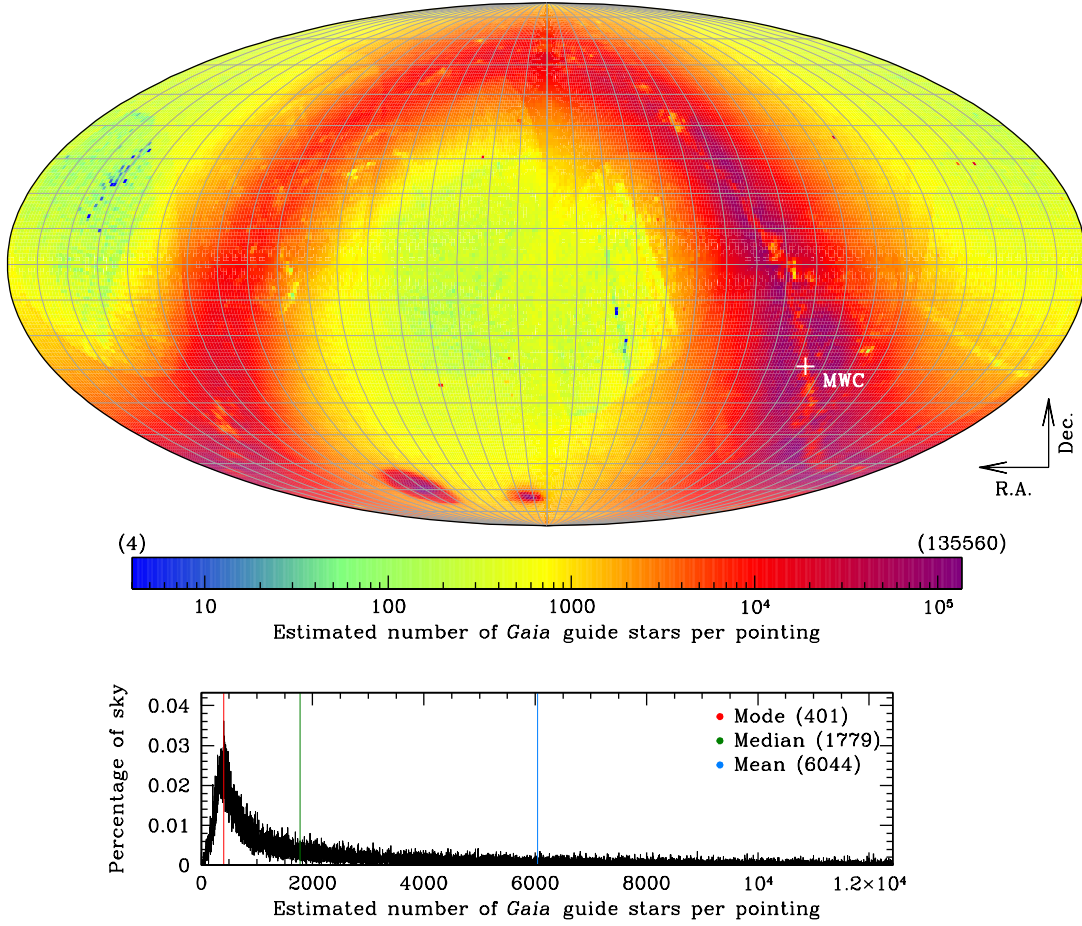 MWC
Dec.
R.A.
(4) (135560)
10 100 1000 10⁴ 10⁵
Estimated number of Gaia guide stars per pointing
Percentage of sky
0.04
0.03
0.02
0.01
0
Mode (401)
Median (1779)
Mean (6044)
0 2000 4000 6000 8000 10⁴ 1.2×10⁴
Estimated number of Gaia guide stars per pointing